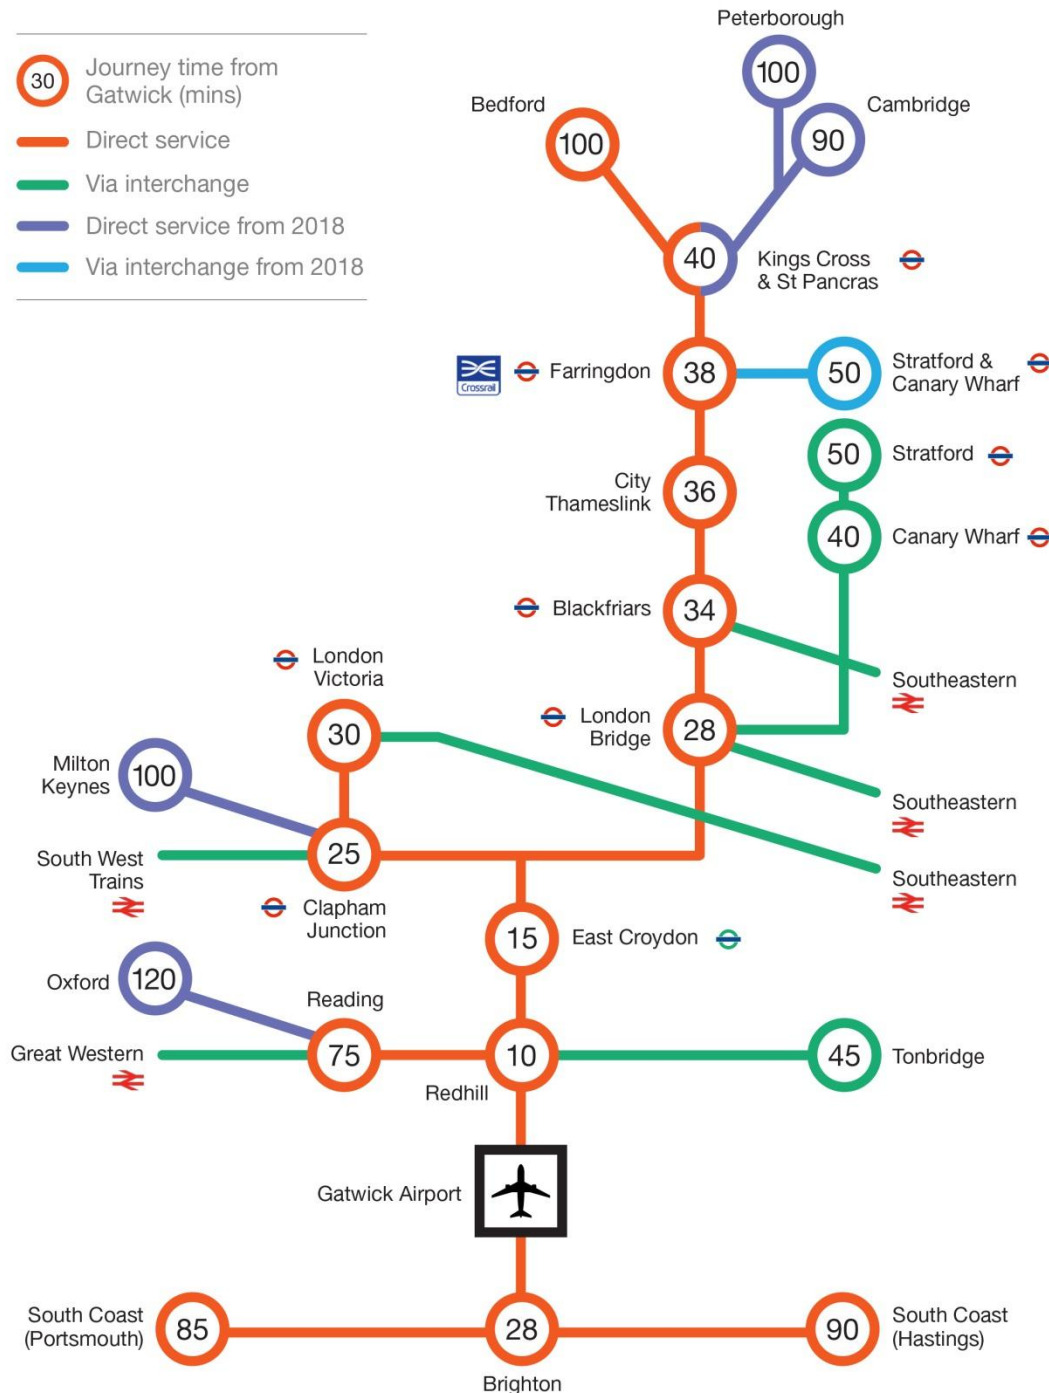 30
Journey time from
Gatwick (mins)
Direct service
Via interchange
Direct service from 2018
Via interchange from 2018
Peterborough
100
Bedford
100
Cambridge
90
40
Kings Cross
& St Pancras
Crossrail
Farringdon
38
50
Stratford &
Canary Wharf
50
Stratford
City
Thameslink
36
40
Canary Wharf
Blackfriars
34
Southeastern
London
Victoria
30
London
Bridge
28
Milton
Keynes
100
Southeastern
South West
Trains
25
Southeastern
Clapham
Junction
15
East Croydon
Oxford
120
Reading
Great Western
75
10
45
Tonbridge
Redhill
Gatwick Airport
South Coast
(Portsmouth)
85
28
90
South Coast
(Hastings)
Brighton